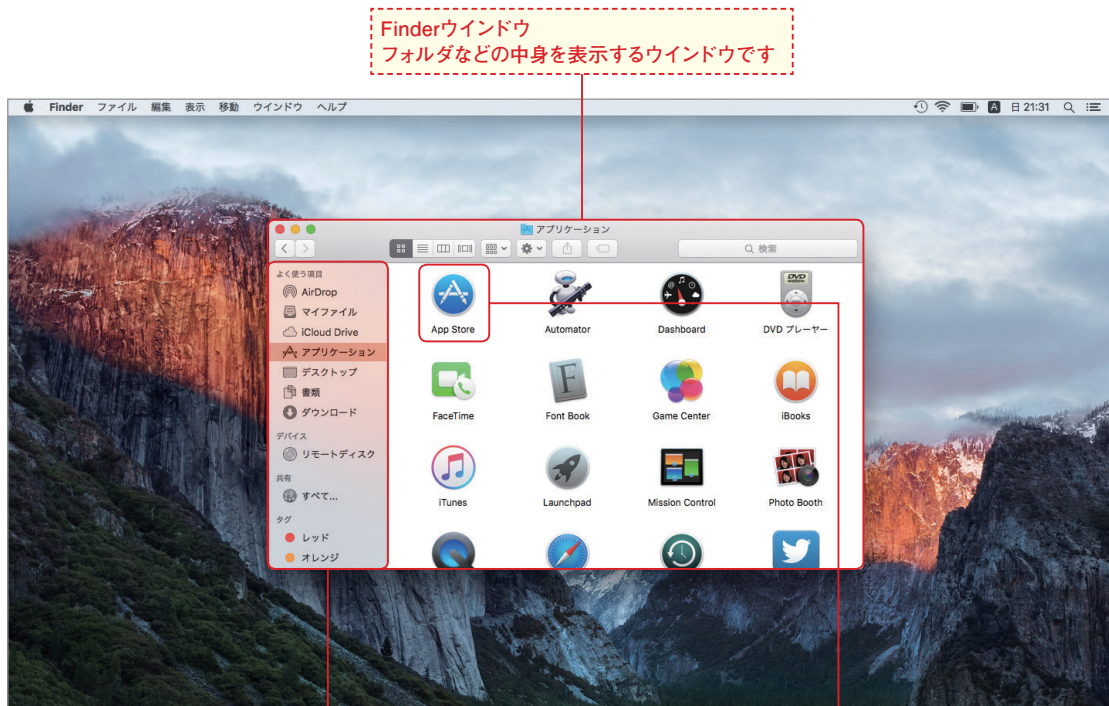 Finderウインドウ
フォルダなどの中身を表示するウインドウです
Finder ファイル 編集 表示 移動 ウインドウ ヘルプ
A 日 21:31
アプリケーション
検索
よく使う項目
AirDrop
マイファイル
iCloud Drive
アプリケーション
デスクトップ
書類
ダウンロード
デバイス
リモートディスク
共有
すべて...
タグ
レッド
オレンジ
App Store
Automator
Dashboard
DVD
DVD プレーヤー
F
FaceTime
Font Book
Game Center
iBooks
iTunes
Launchpad
Mission Control
Photo Booth